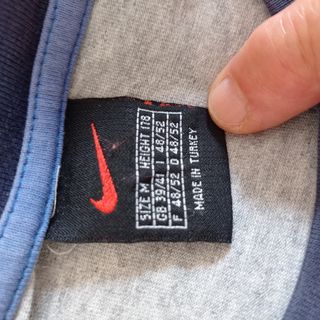 SIZE M HEIGHT 178
GB 39/41 I 48/52
F 48/52 D 48/52
MADE IN TURKEY